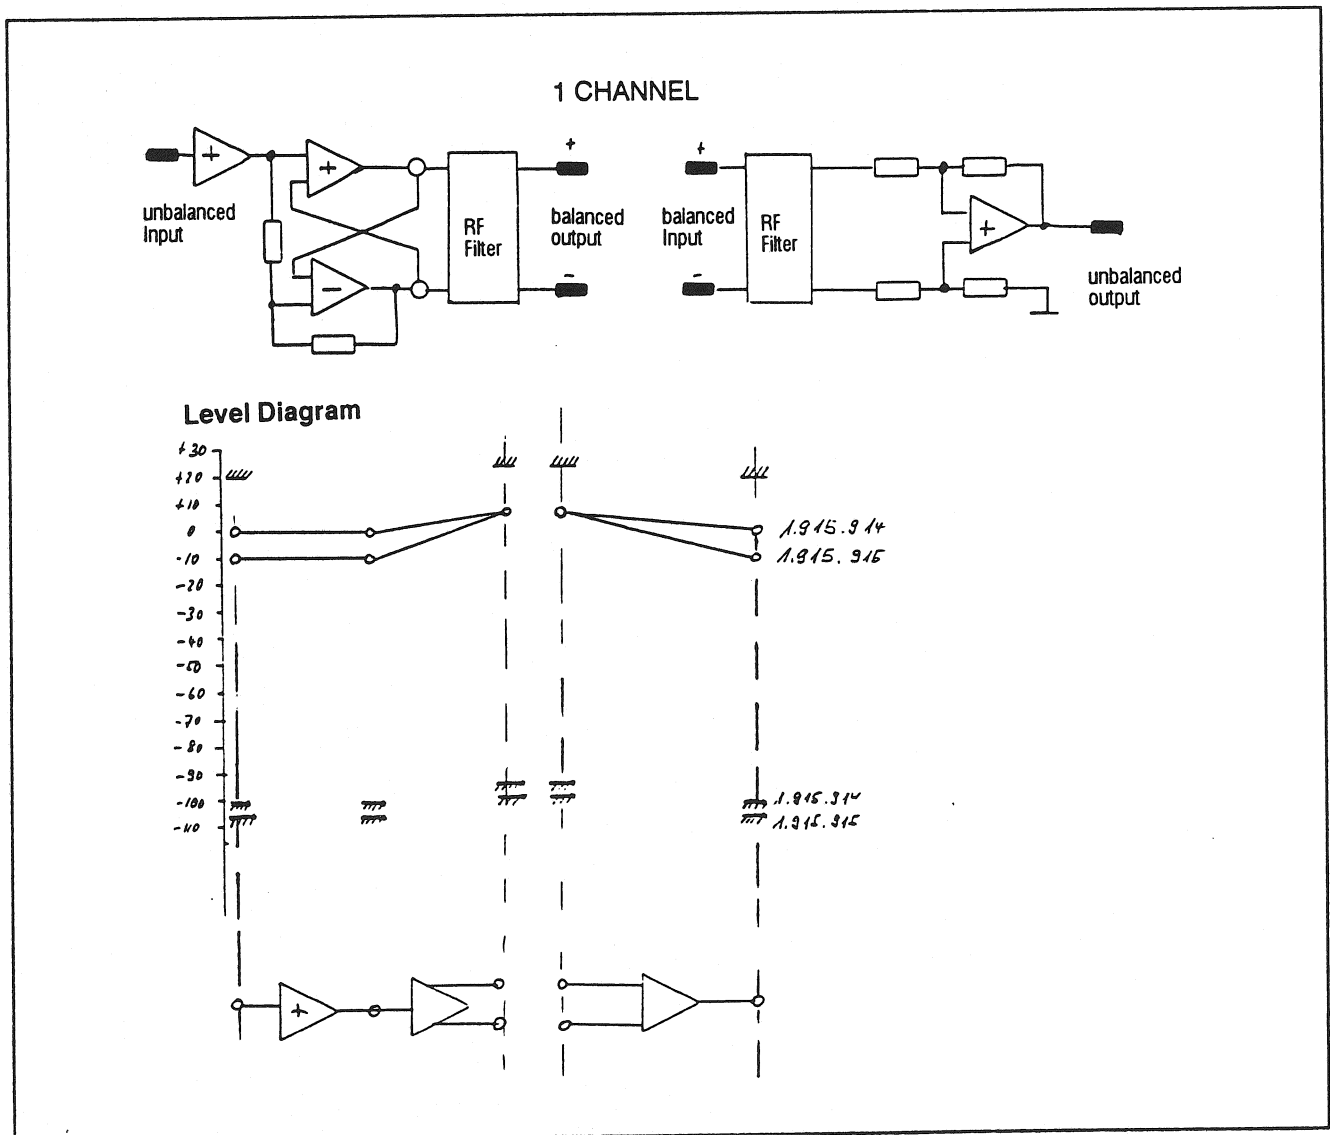 1 CHANNEL
+
+
+
+
unbalanced
Input
RF
Filter
balanced
output
balanced
Input
RF
Filter
+
−
−
−
unbalanced
output
Level Diagram
+30
+20
+10
0
-10
-20
-30
-40
-50
-60
-70
-80
-90
-100
-110
1.915.914
1.915.915
1.915.914
1.915.915
+